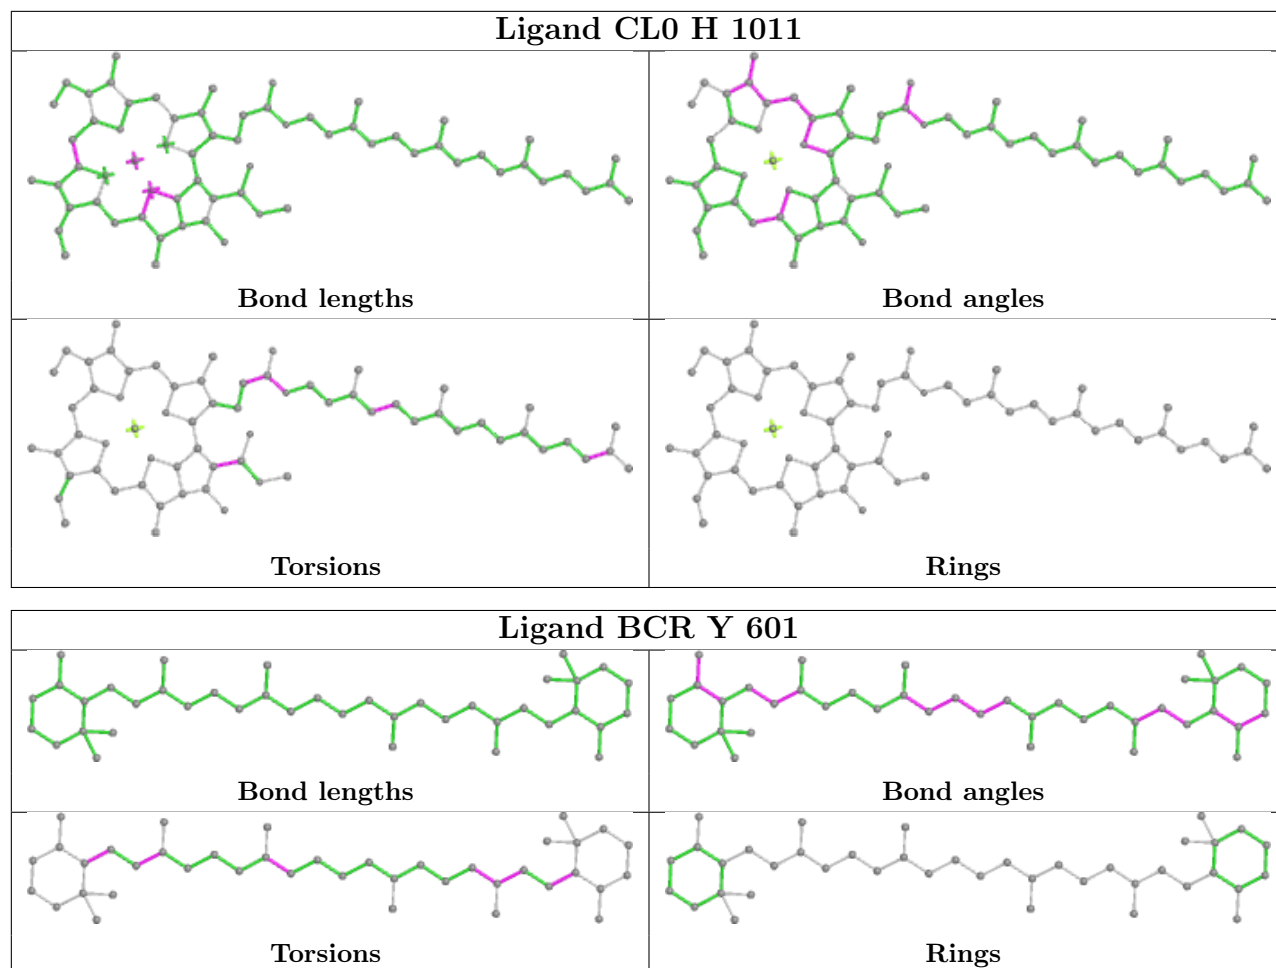 Ligand CL0 H 1011
Bond lengths
Bond angles
Torsions
Rings
Ligand BCR Y 601
Bond lengths
Bond angles
Torsions
Rings